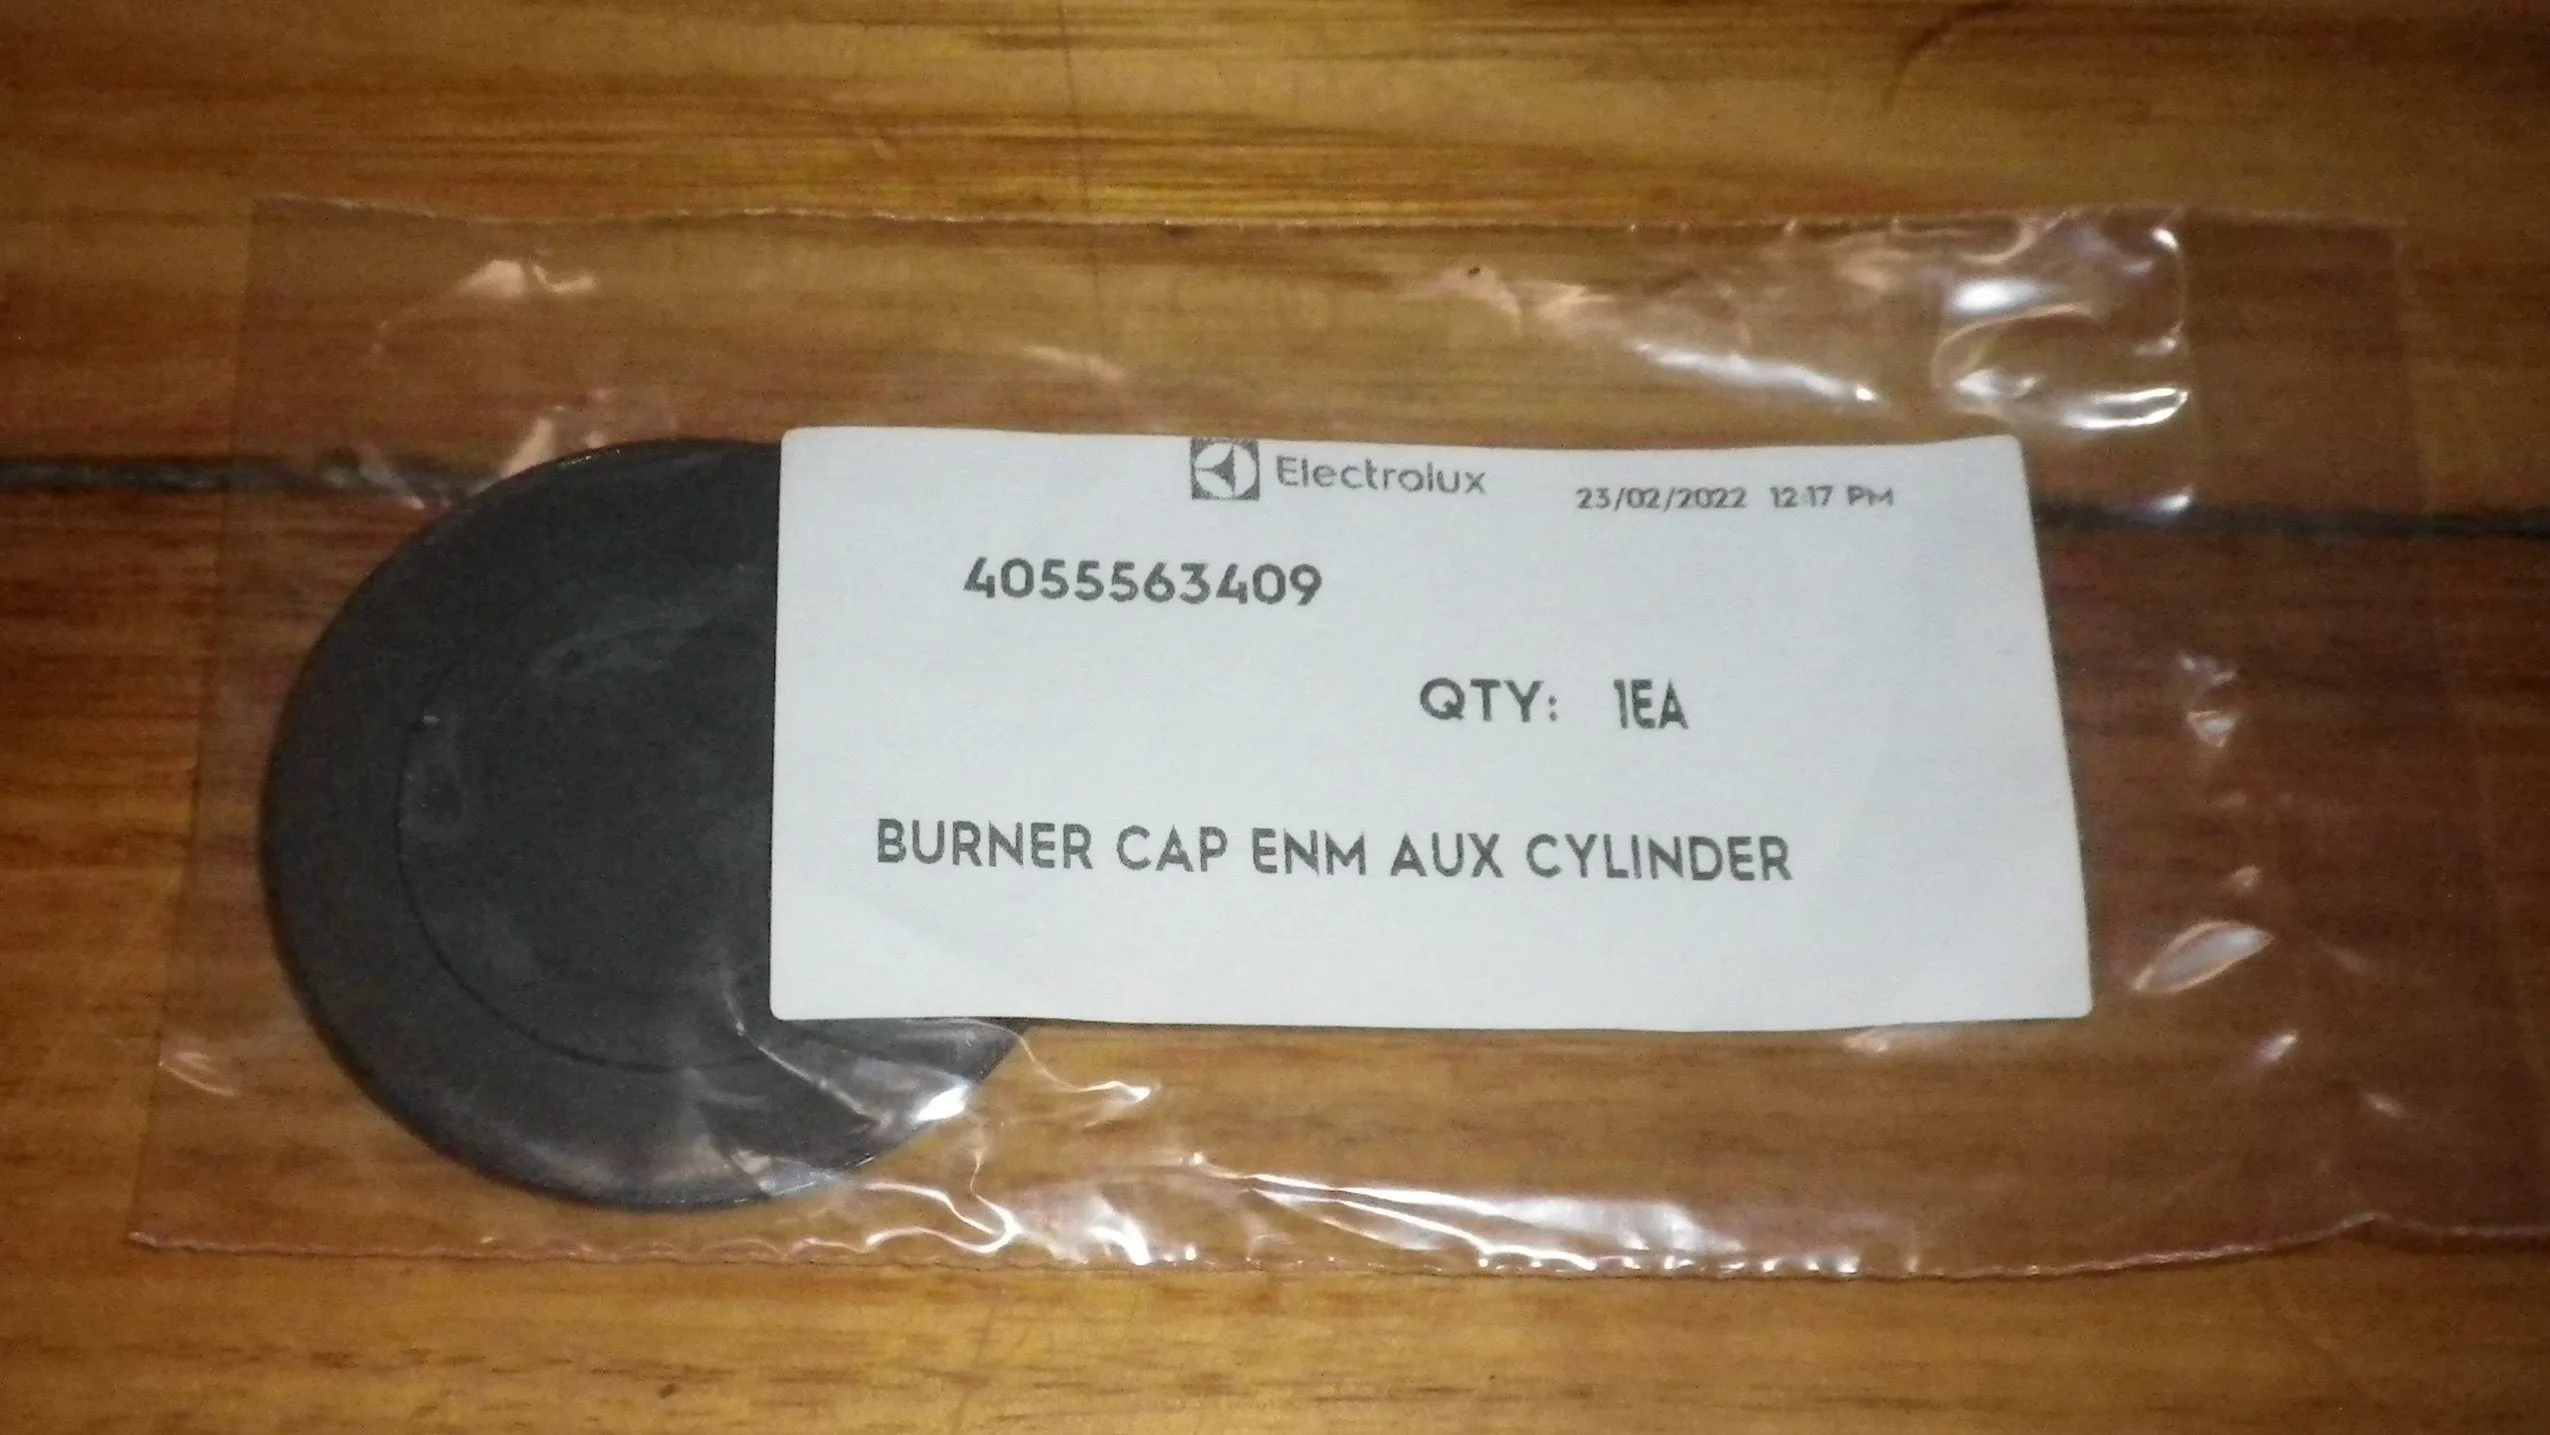 Electrolux 23/02/2022 12:17 PM
4055563409
QTY: 1EA
BURNER CAP ENM AUX CYLINDER